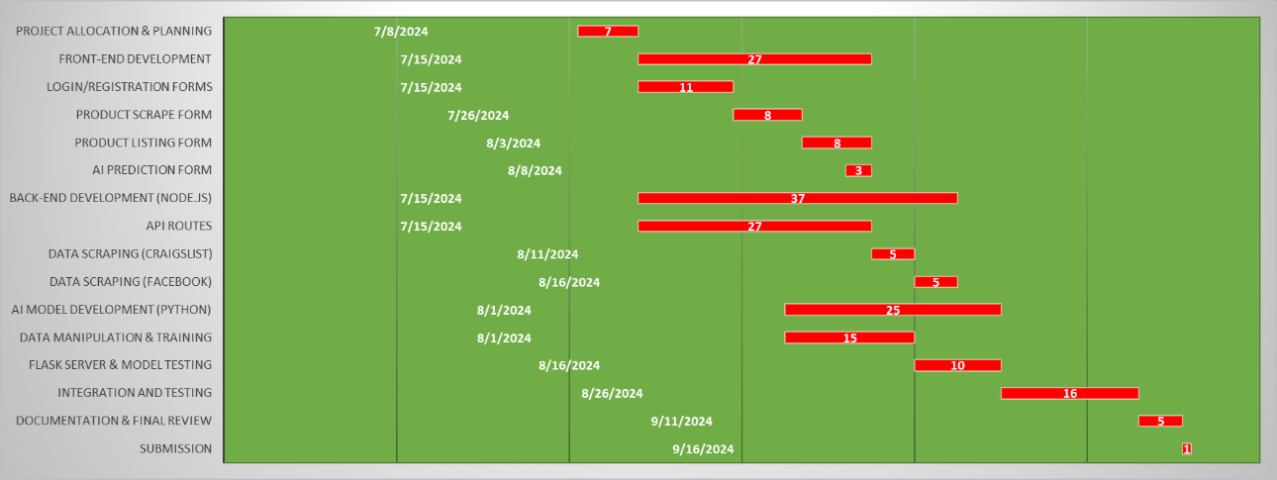 PROJECT ALLOCATION & PLANNING 7/8/2024 7
FRONT-END DEVELOPMENT 7/15/2024 27
LOGIN/REGISTRATION FORMS 7/15/2024 11
PRODUCT SCRAPE FORM 7/26/2024 8
PRODUCT LISTING FORM 8/3/2024 8
AI PREDICTION FORM 8/8/2024 3
BACK-END DEVELOPMENT (NODE.JS) 7/15/2024 37
API ROUTES 7/15/2024 27
DATA SCRAPING (CRAIGSLIST) 8/11/2024 5
DATA SCRAPING (FACEBOOK) 8/16/2024 5
AI MODEL DEVELOPMENT (PYTHON) 8/1/2024 25
DATA MANIPULATION & TRAINING 8/1/2024 15
FLASK SERVER & MODEL TESTING 8/16/2024 10
INTEGRATION AND TESTING 8/26/2024 16
DOCUMENTATION & FINAL REVIEW 9/11/2024 5
SUBMISSION 9/16/2024 1